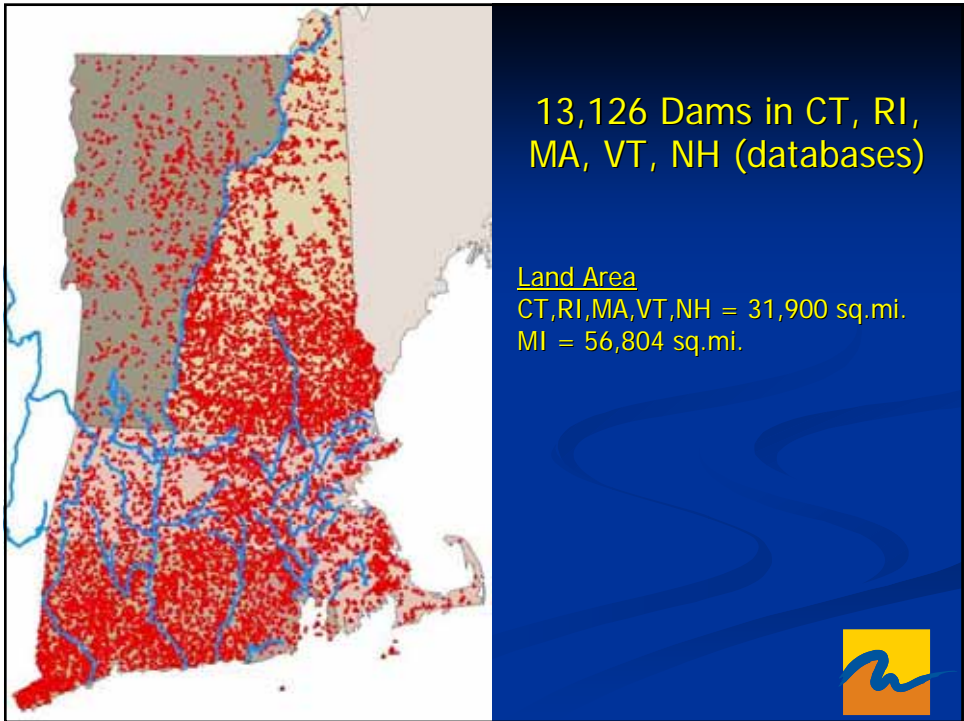 13,126 Dams in CT, RI,
MA, VT, NH (databases)
Land Area
CT,RI,MA,VT,NH = 31,900 sq.mi.
MI = 56,804 sq.mi.